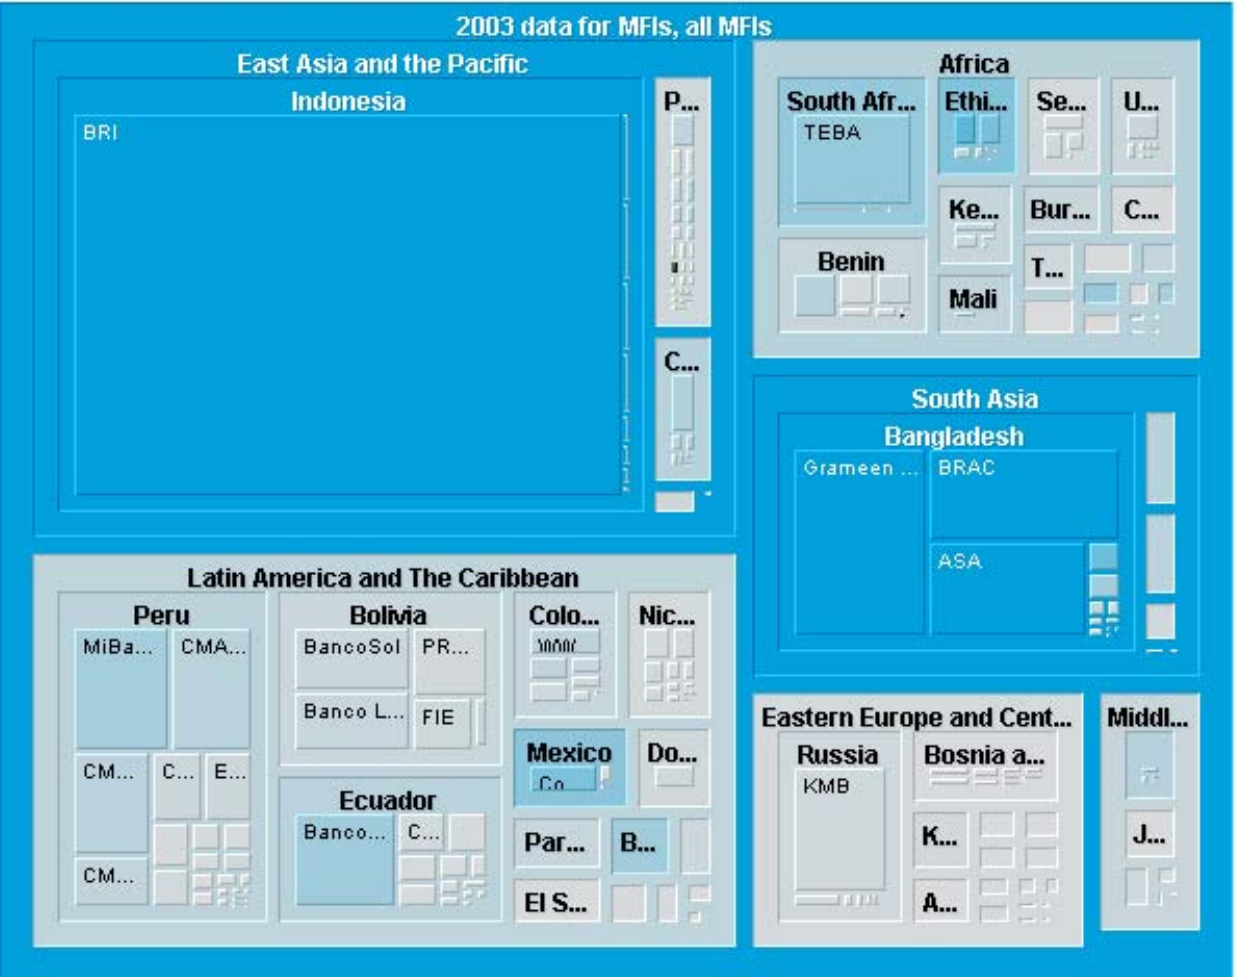 2003 data for MFIs, all MFIs
East Asia and the Pacific
Indonesia
BRI
P...
C...
Africa
South Afr...
TEBA
Ethi...
Se...
U...
Ke...
Bur...
C...
Benin
Mali
T...
South Asia
Bangladesh
Grameen ...
BRAC
ASA
Latin America and The Caribbean
Peru
MiBa...
CMA...
CM...
C...
E...
CM...
Bolivia
BancoSol
PR...
Banco L...
FIE
Ecuador
Banco...
C...
Colo...
Nic...
Mexico
Co
Do...
Par...
B...
El S...
Eastern Europe and Cent...
Russia
KMB
Bosnia a...
K...
A...
Middl...
J...